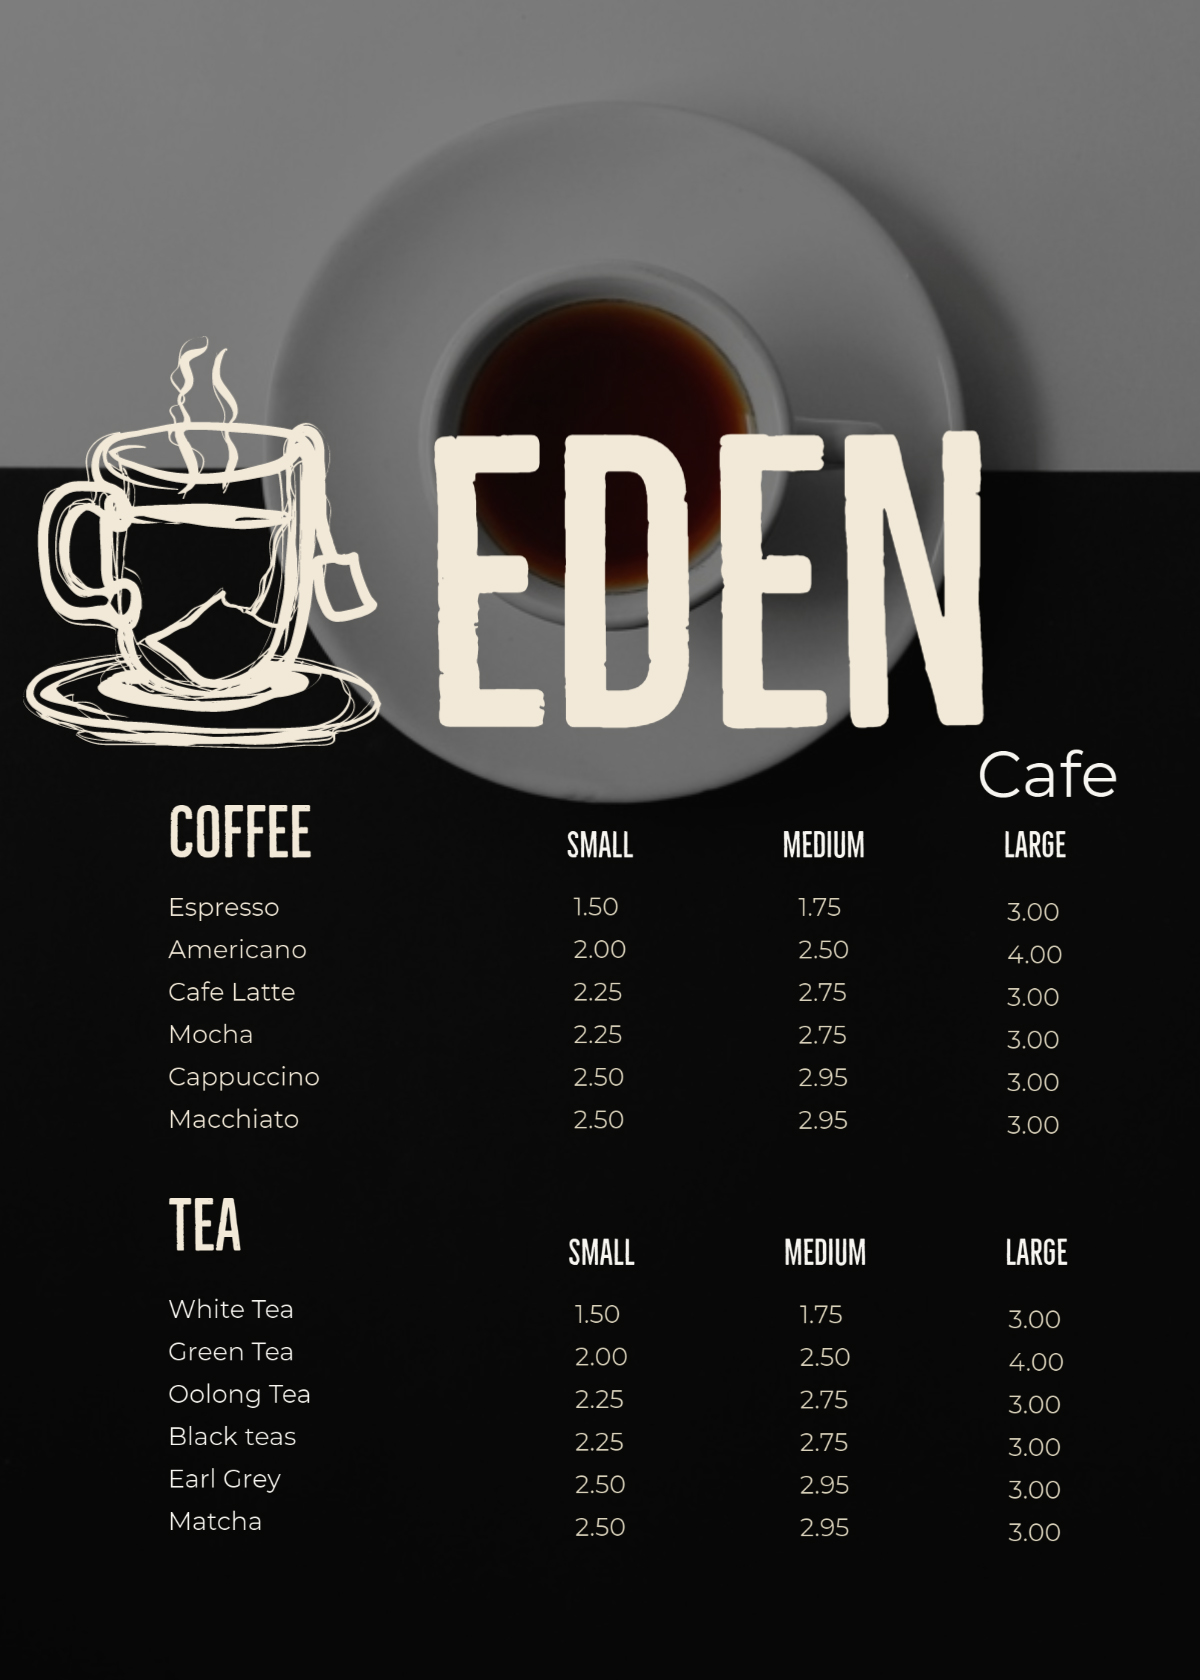 EDEN
Cafe
COFFEE SMALL MEDIUM LARGE
Espresso 1.50 1.75 3.00
Americano 2.00 2.50 4.00
Cafe Latte 2.25 2.75 3.00
Mocha 2.25 2.75 3.00
Cappuccino 2.50 2.95 3.00
Macchiato 2.50 2.95 3.00
TEA SMALL MEDIUM LARGE
White Tea 1.50 1.75 3.00
Green Tea 2.00 2.50 4.00
Oolong Tea 2.25 2.75 3.00
Black teas 2.25 2.75 3.00
Earl Grey 2.50 2.95 3.00
Matcha 2.50 2.95 3.00